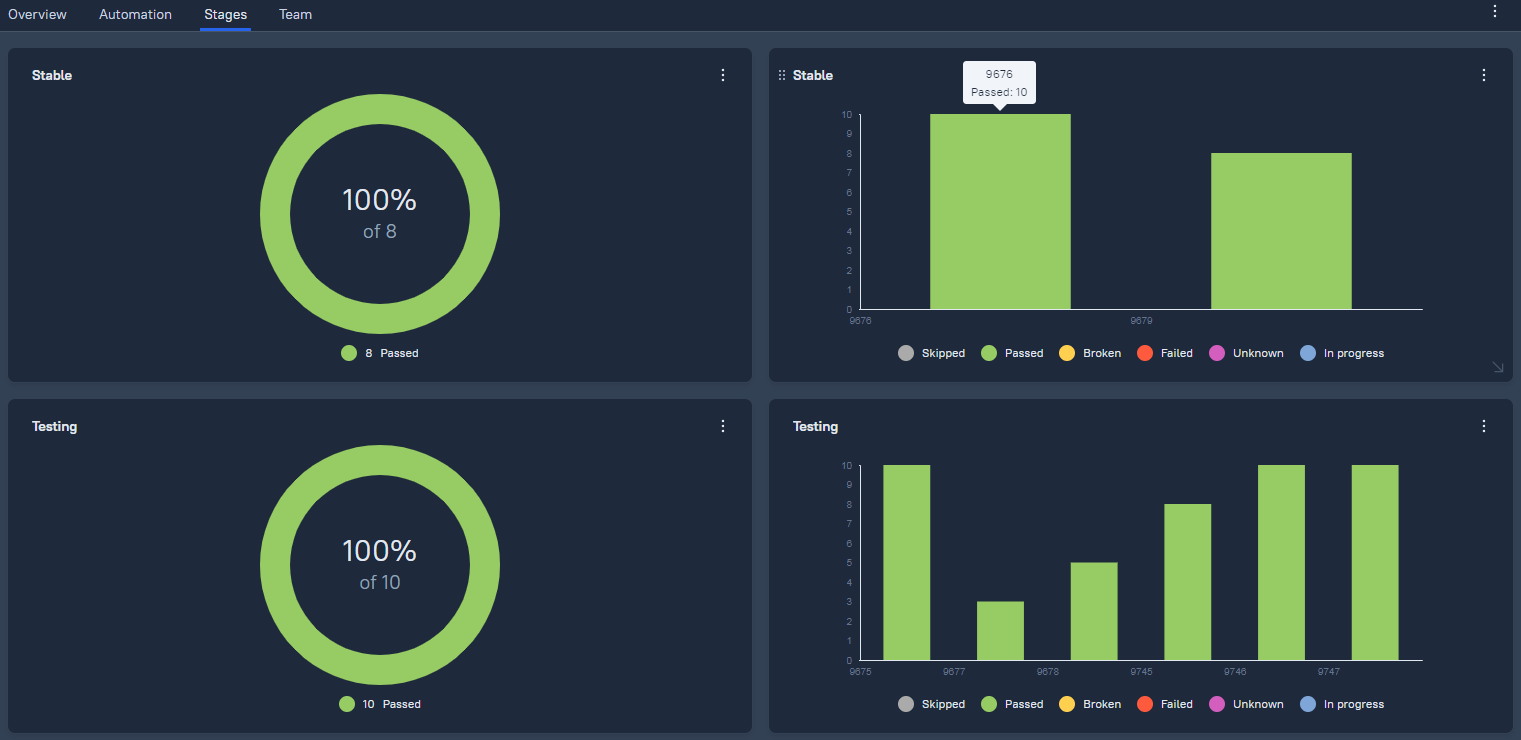 Overview Automation Stages Team
Stable
100%
of 8
8 Passed
Stable
9676
Passed: 10
10
9
8
7
6
5
4
3
2
1
0
9676 9679
Skipped Passed Broken Failed Unknown In progress
Testing
100%
of 10
10 Passed
Testing
10
9
8
7
6
5
4
3
2
1
0
9675 9677 9678 9745 9746 9747
Skipped Passed Broken Failed Unknown In progress